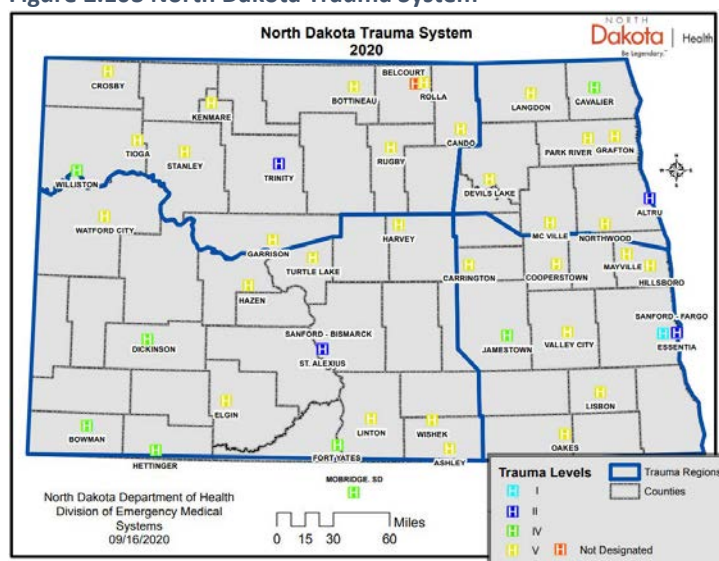 Figure 2.108 North Dakota Trauma System
North Dakota Trauma System
2020
NORTH
Dakota | Health
Be Legendary.™
CROSBY
KENMARE
BOTTINEAU
BELCOURT
H H
ROLLA
LANGDON
CAVALIER
TIOGA
STANLEY
TRINITY
RUGBY
CANDO
PARK RIVER
GRAFTON
WILLISTON
DEVILS LAKE
ALTRU
WATFORD CITY
GARRISON
HARVEY
MC VILLE
NORTHWOOD
TURTLE LAKE
CARRINGTON
COOPERSTOWN
MAYVILLE
HILLSBORO
HAZEN
SANFORD - BISMARCK
SANFORD - FARGO
DICKINSON
ST. ALEXIUS
JAMESTOWN
VALLEY CITY
ESSENTIA
ELGIN
LISBON
BOWMAN
LINTON
WISHEK
OAKES
HETTINGER
FORT YATES
ASHLEY
MOBRIDGE. SD
North Dakota Department of Health
Division of Emergency Medical
Systems
09/16/2020
Miles
0 15 30 60
Trauma Levels
H I
H II
H IV
H V H Not Designated
Trauma Regions
Counties